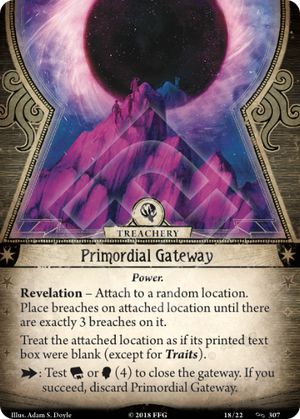 TREACHERY
Primordial Gateway
Power.
Revelation – Attach to a random location.
Place breaches on attached location until there
are exactly 3 breaches on it.
Treat the attached location as if its printed text
box were blank (except for Traits).
: Test or (4) to close the gateway. If you
succeed, discard Primordial Gateway.
Illus. Adam S. Doyle
© 2018 FFG
18/22
307